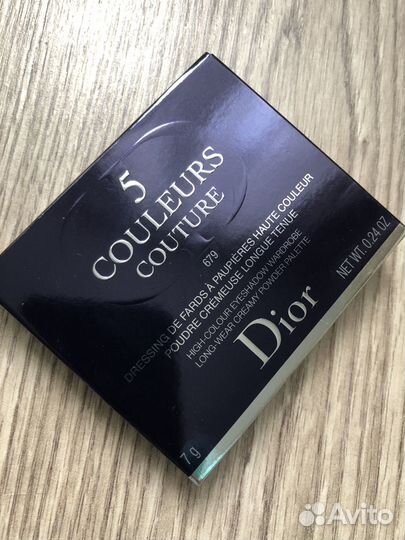 5
COULEURS
COUTURE
679
DRESSING DE FARDS À PAUPIÈRES HAUTE COULEUR
POUDRE CRÉMEUSE LONGUE TENUE
HIGH-COLOUR EYESHADOW WARDROBE
LONG-WEAR CREAMY POWDER PALETTE
Dior
7 g
NET WT. 0.24 OZ
Avito